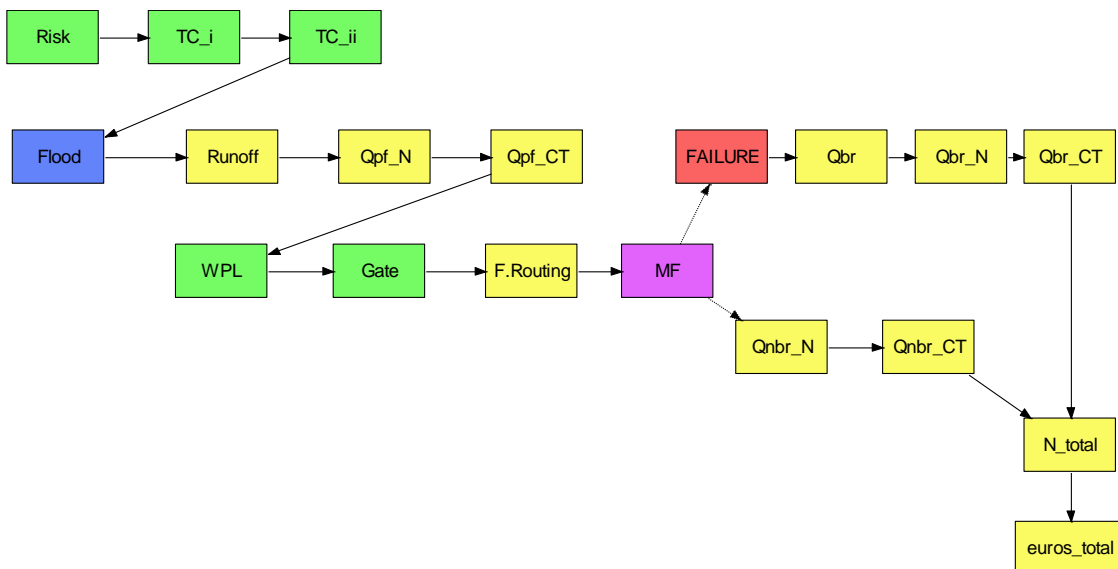 Risk
TC_i
TC_ii
Flood
Runoff
Qpf_N
Qpf_CT
FAILURE
Qbr
Qbr_N
Qbr_CT
WPL
Gate
F.Routing
MF
Qnbr_N
Qnbr_CT
N_total
euros_total